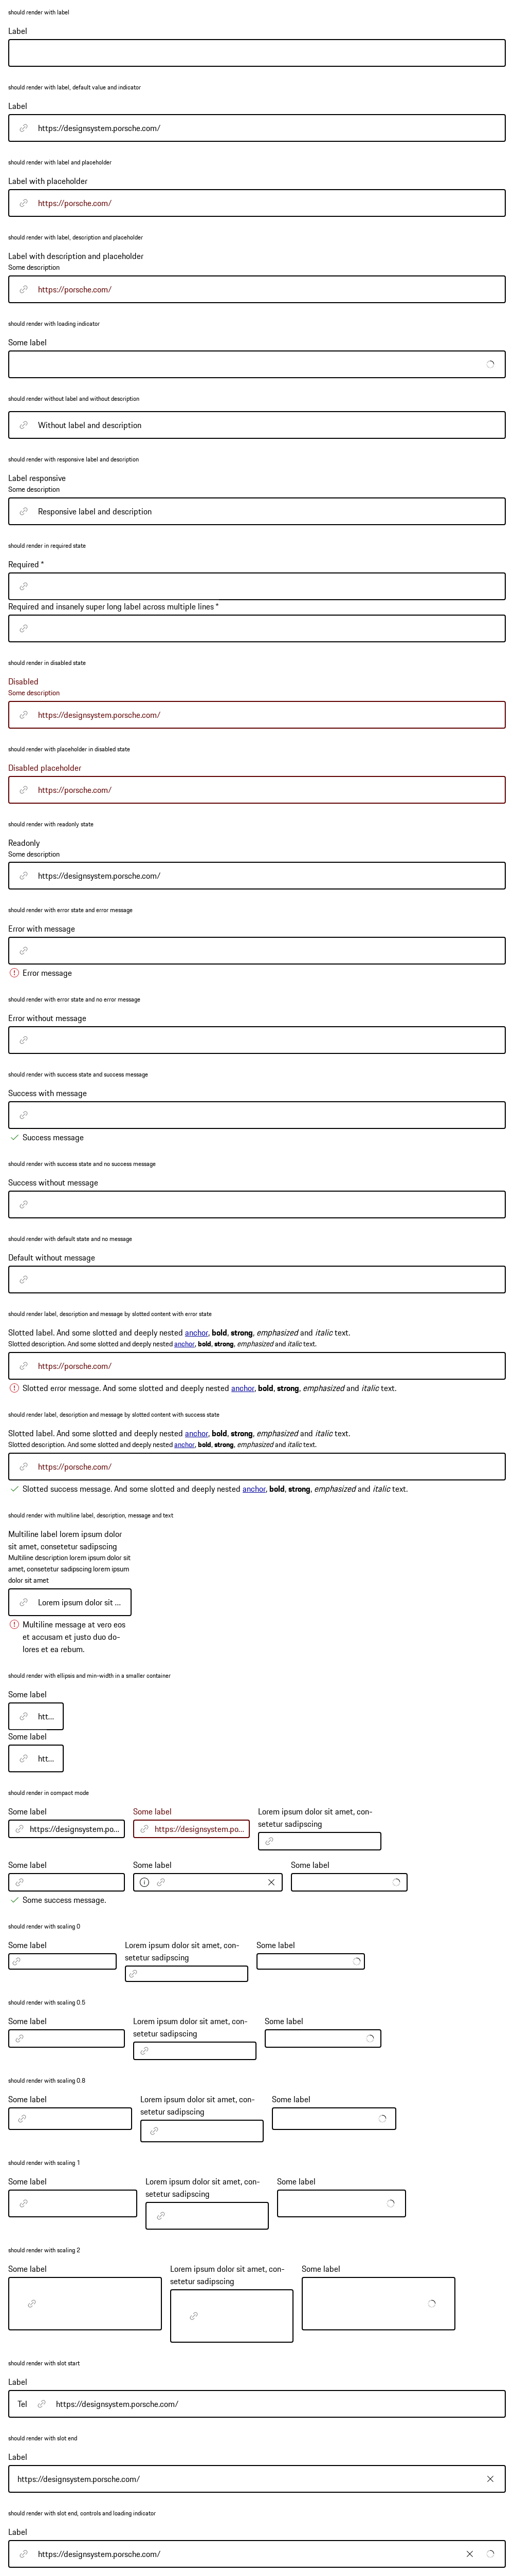 should render with label
Label
should render with label, default value and indicator
Label
https://designsystem.porsche.com/
should render with label and placeholder
Label with placeholder
https://porsche.com/
should render with label, description and placeholder
Label with description and placeholder
Some description
https://porsche.com/
should render with loading indicator
Some label
should render without label and without description
Without label and description
should render with responsive label and description
Label responsive
Some description
Responsive label and description
should render in required state
Required *
Required and insanely super long label across multiple lines *
should render in disabled state
Disabled
Some description
https://designsystem.porsche.com/
should render with placeholder in disabled state
Disabled placeholder
https://porsche.com/
should render with readonly state
Readonly
Some description
https://designsystem.porsche.com/
should render with error state and error message
Error with message
Error message
should render with error state and no error message
Error without message
should render with success state and success message
Success with message
Success message
should render with success state and no success message
Success without message
should render with default state and no message
Default without message
should render label, description and message by slotted content with error state
Slotted label. And some slotted and deeply nested anchor, bold, strong, emphasized and italic text.
Slotted description. And some slotted and deeply nested anchor, bold, strong, emphasized and italic text.
https://porsche.com/
Slotted error message. And some slotted and deeply nested anchor, bold, strong, emphasized and italic text.
should render label, description and message by slotted content with success state
Slotted label. And some slotted and deeply nested anchor, bold, strong, emphasized and italic text.
Slotted description. And some slotted and deeply nested anchor, bold, strong, emphasized and italic text.
https://porsche.com/
Slotted success message. And some slotted and deeply nested anchor, bold, strong, emphasized and italic text.
should render with multiline label, description, message and text
Multiline label lorem ipsum dolor
sit amet, consetetur sadipscing
Multiline description lorem ipsum dolor sit
amet, consetetur sadipscing lorem ipsum
dolor sit amet
Lorem ipsum dolor sit ...
Multiline message at vero eos
et accusam et justo duo do-
lores et ea rebum.
should render with ellipsis and min-width in a smaller container
Some label
htt...
Some label
htt...
should render in compact mode
Some label
https://designsystem.po...
Some label
https://designsystem.po...
Lorem ipsum dolor sit amet, con-
setetur sadipscing
Some label
Some success message.
Some label
Some label
should render with scaling 0
Some label
Lorem ipsum dolor sit amet, con-
setetur sadipscing
Some label
should render with scaling 0.5
Some label
Lorem ipsum dolor sit amet, con-
setetur sadipscing
Some label
should render with scaling 0.8
Some label
Lorem ipsum dolor sit amet, con-
setetur sadipscing
Some label
should render with scaling 1
Some label
Lorem ipsum dolor sit amet, con-
setetur sadipscing
Some label
should render with scaling 2
Some label
Lorem ipsum dolor sit amet, con-
setetur sadipscing
Some label
should render with slot start
Label
Tel https://designsystem.porsche.com/
should render with slot end
Label
https://designsystem.porsche.com/
should render with slot end, controls and loading indicator
Label
https://designsystem.porsche.com/